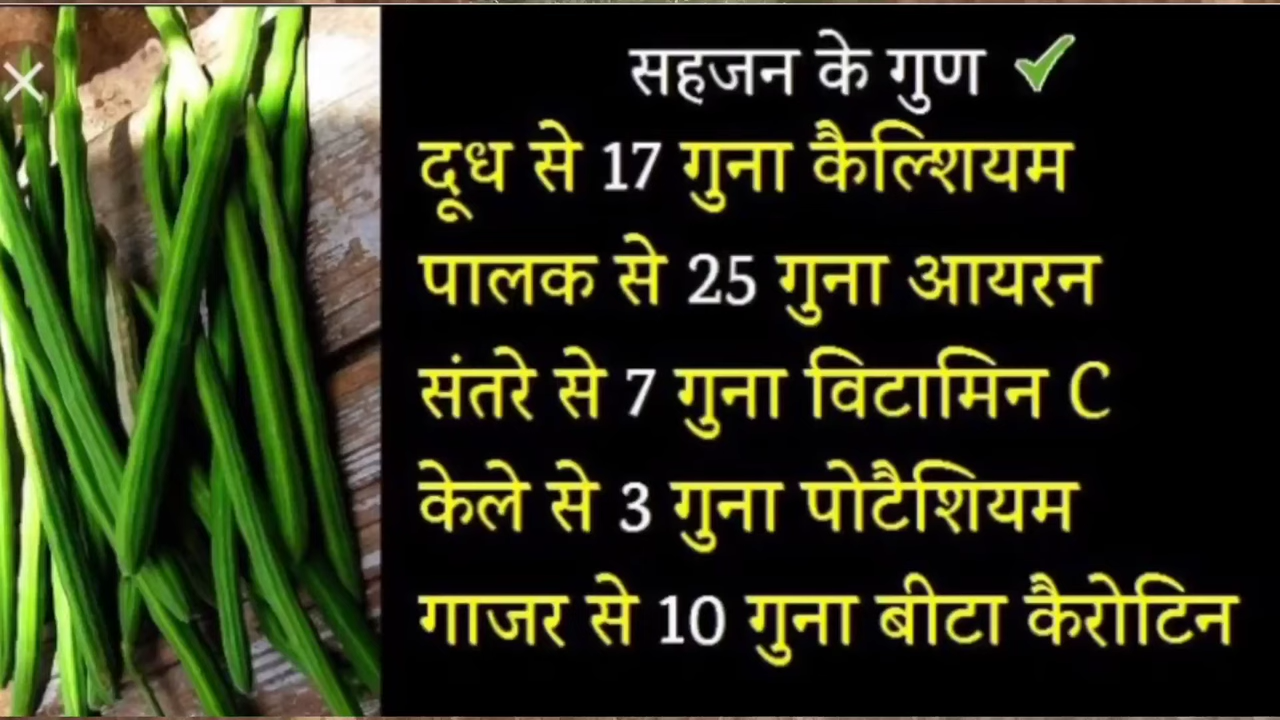 सहजन के गुण ✔
दूध से 17 गुना कैल्शियम
पालक से 25 गुना आयरन
संतरे से 7 गुना विटामिन C
केले से 3 गुना पोटैशियम
गाजर से 10 गुना बीटा कैरोटिन